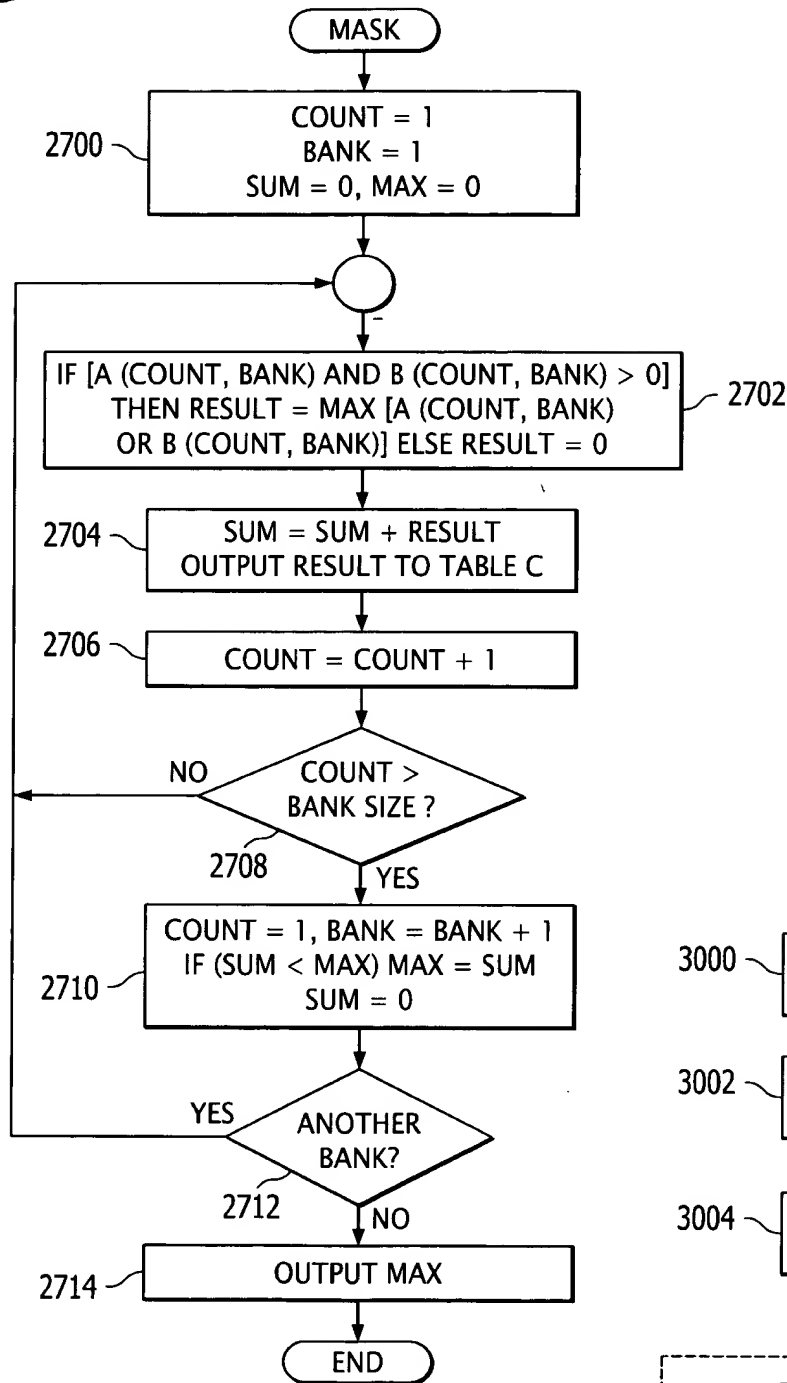 MASK
2700
COUNT = 1
BANK = 1
SUM = 0, MAX = 0
IF [A (COUNT, BANK) AND B (COUNT, BANK) > 0]
THEN RESULT = MAX [A (COUNT, BANK)
OR B (COUNT, BANK)] ELSE RESULT = 0
2702
2704
SUM = SUM + RESULT
OUTPUT RESULT TO TABLE C
2706
COUNT = COUNT + 1
NO
COUNT >
BANK SIZE ?
2708
YES
2710
COUNT = 1, BANK = BANK + 1
IF (SUM < MAX) MAX = SUM
SUM = 0
YES
ANOTHER
BANK?
2712
NO
2714
OUTPUT MAX
END
3000
3002
3004